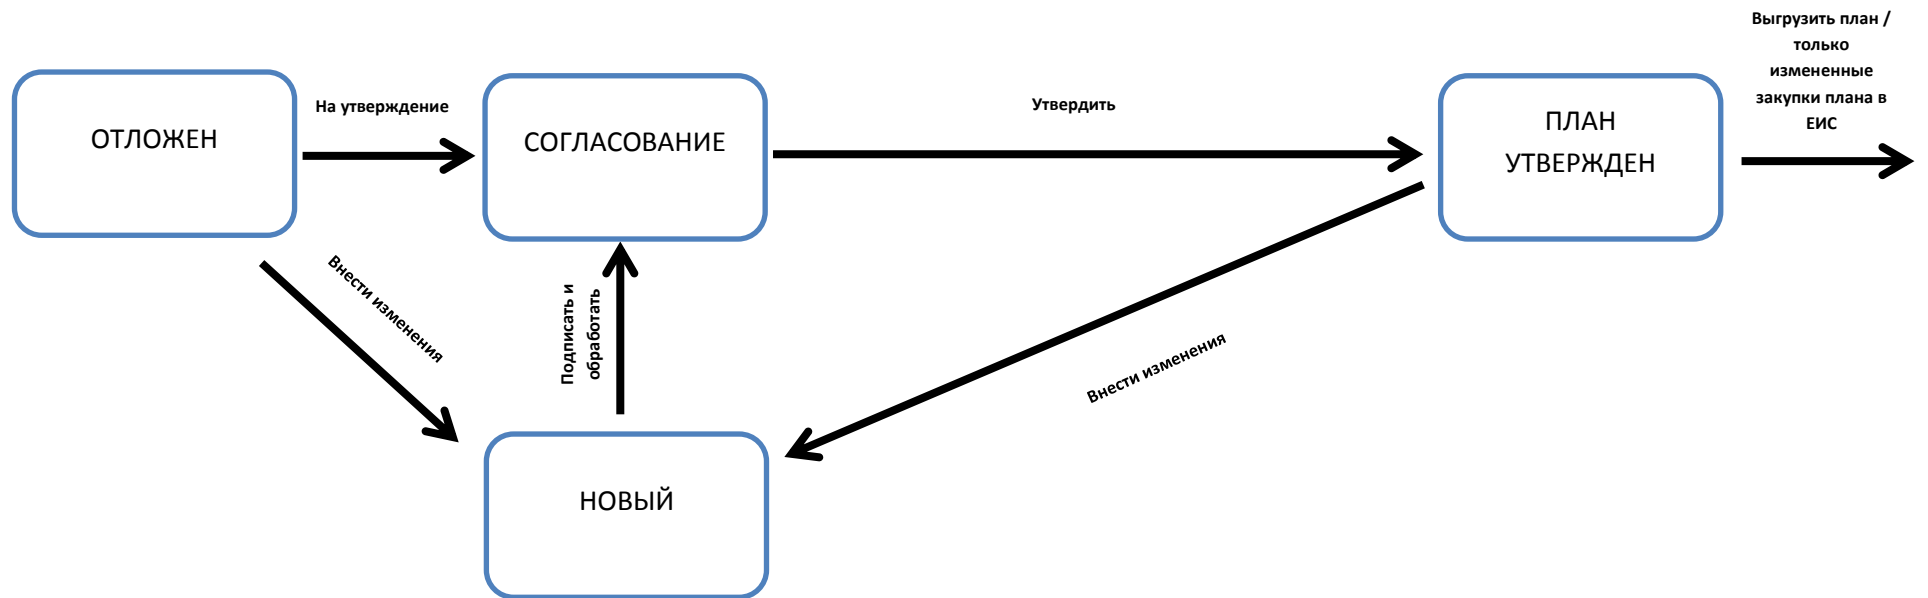 Выгрузить план /
только
измененные
закупки плана в
ЕИС
На утверждение
Утвердить
ОТЛОЖЕН
СОГЛАСОВАНИЕ
ПЛАН
УТВЕРЖДЕН
Внести изменения
Подписать и
обработать
Внести изменения
НОВЫЙ